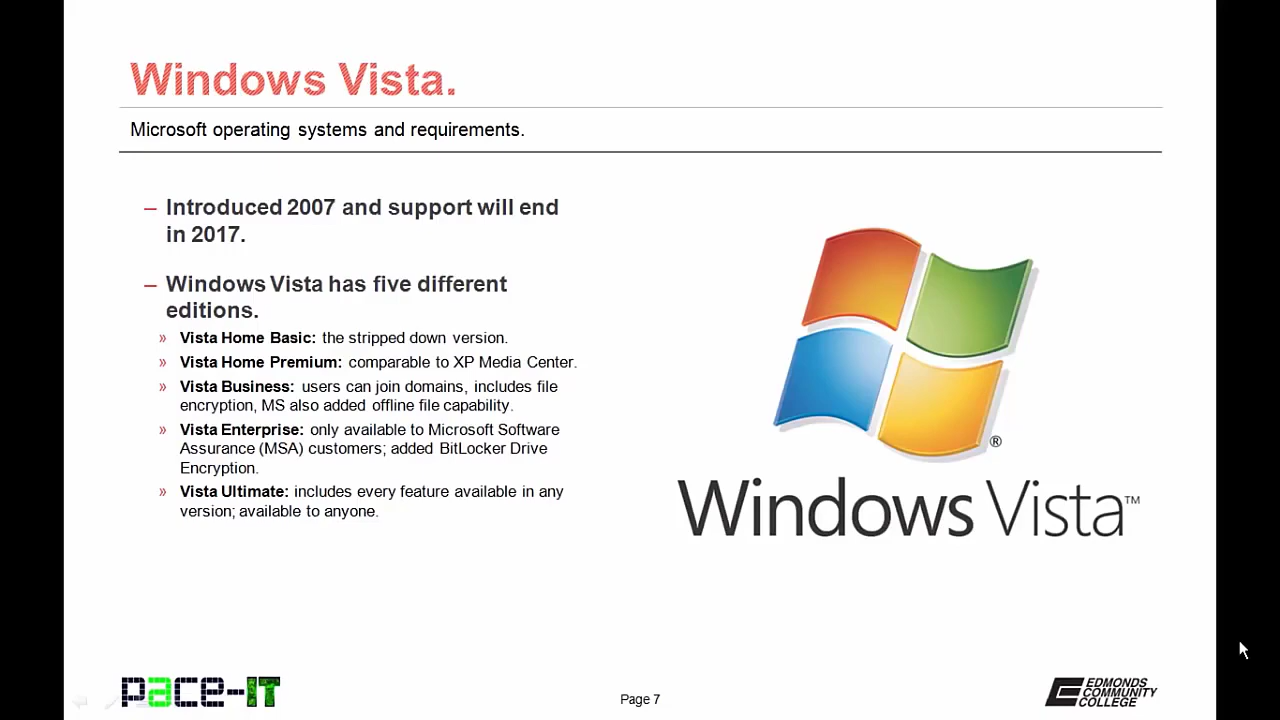 Windows Vista.
Microsoft operating systems and requirements.
– Introduced 2007 and support will end
in 2017.
– Windows Vista has five different
editions.
» Vista Home Basic: the stripped down version.
» Vista Home Premium: comparable to XP Media Center.
» Vista Business: users can join domains, includes file
encryption, MS also added offline file capability.
» Vista Enterprise: only available to Microsoft Software
Assurance (MSA) customers; added BitLocker Drive
Encryption.
» Vista Ultimate: includes every feature available in any
version; available to anyone.
®
Windows Vista™
pace-IT
Page 7
EDMONDS
COMMUNITY
COLLEGE